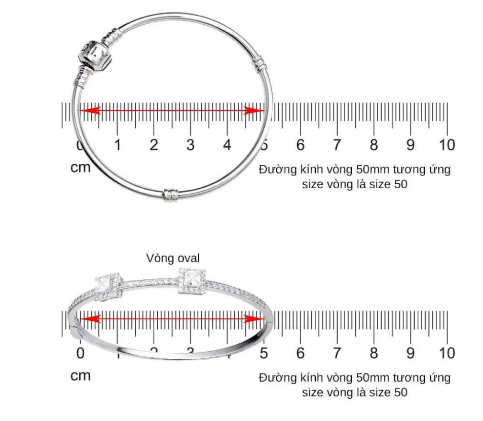 0 1 2 3 4 5 6 7 8 9 10
cm
Đường kính vòng 50mm tương ứng
size vòng là size 50
Vòng oval
0 1 2 3 4 5 6 7 8 9 10
cm
Đường kính vòng 50mm tương ứng
size vòng là size 50